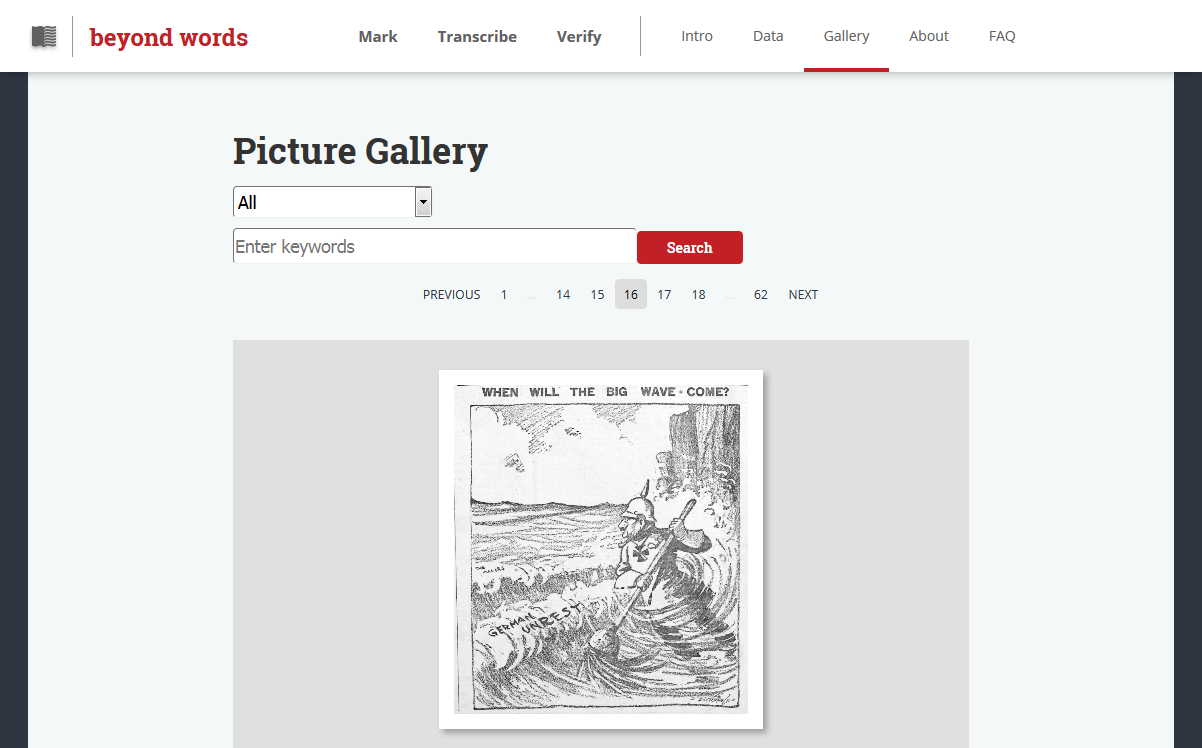 beyond words
Mark Transcribe Verify Intro Data Gallery About FAQ
Picture Gallery
All
Enter keywords Search
PREVIOUS 1 ... 14 15 16 17 18 ... 62 NEXT
WHEN WILL THE BIG WAVE - COME?
THE ALLIES
GERMAN
UNREST